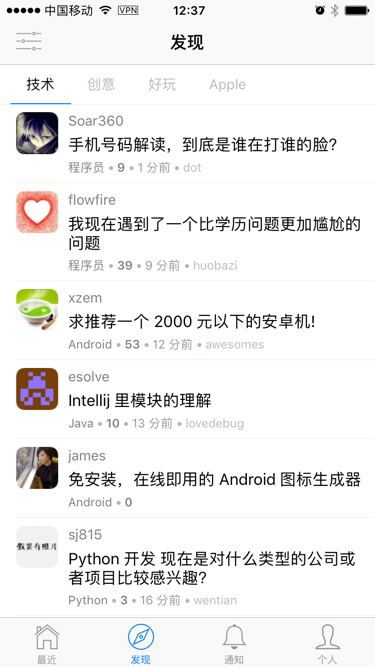 中国移动 VPN 12:37
发现
技术 创意 好玩 Apple
Soar360
手机号码解读，到底是谁在打谁的脸?
程序员 • 9 • 1 分前 • dot
flowfire
我现在遇到了一个比学历问题更加尴尬的
问题
程序员 • 39 • 9 分前 • huobazi
xzem
求推荐一个 2000 元以下的安卓机!
Android • 53 • 12 分前 • awesomes
esolve
Intellij 里模块的理解
Java • 10 • 13 分前 • lovedebug
james
免安装，在线即用的 Android 图标生成器
Android • 0
假装有照片
sj815
Python 开发 现在是对什么类型的公司或
者项目比较感兴趣?
Python • 3 • 16 分前 • wentian
最近 发现 通知 个人